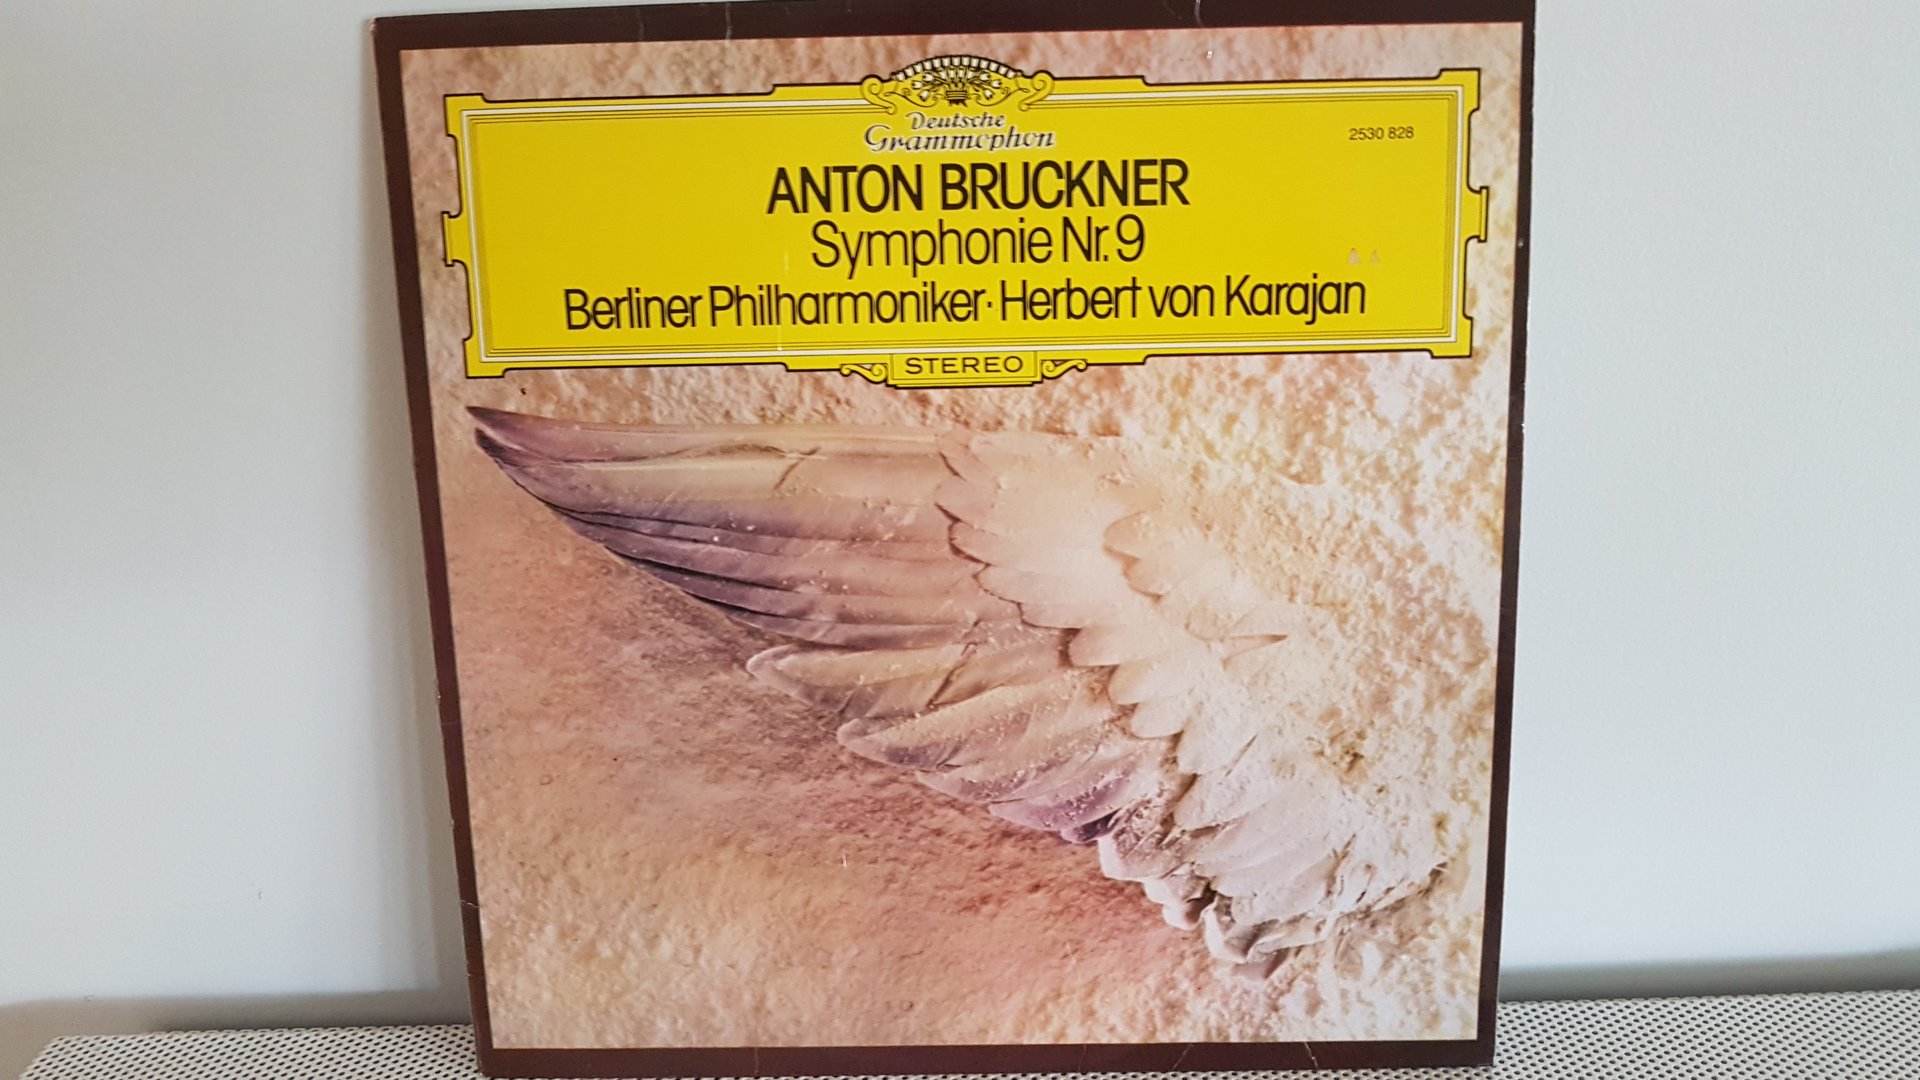 Deutsche
Grammophon
2530 828
ANTON BRUCKNER
Symphonie Nr. 9
Berliner Philharmoniker · Herbert von Karajan
STEREO